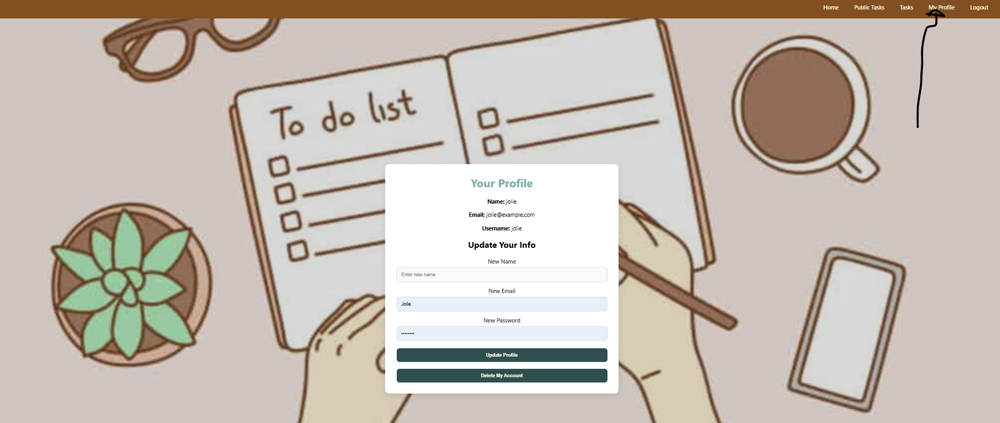 Home Public Tasks Tasks My Profile Logout
To do list
Your Profile
Name: jolie
Email: jolie@example.com
Username: jolie
Update Your Info
New Name
Enter new name
New Email
Jolie
New Password
••••••••
Update Profile
Delete My Account